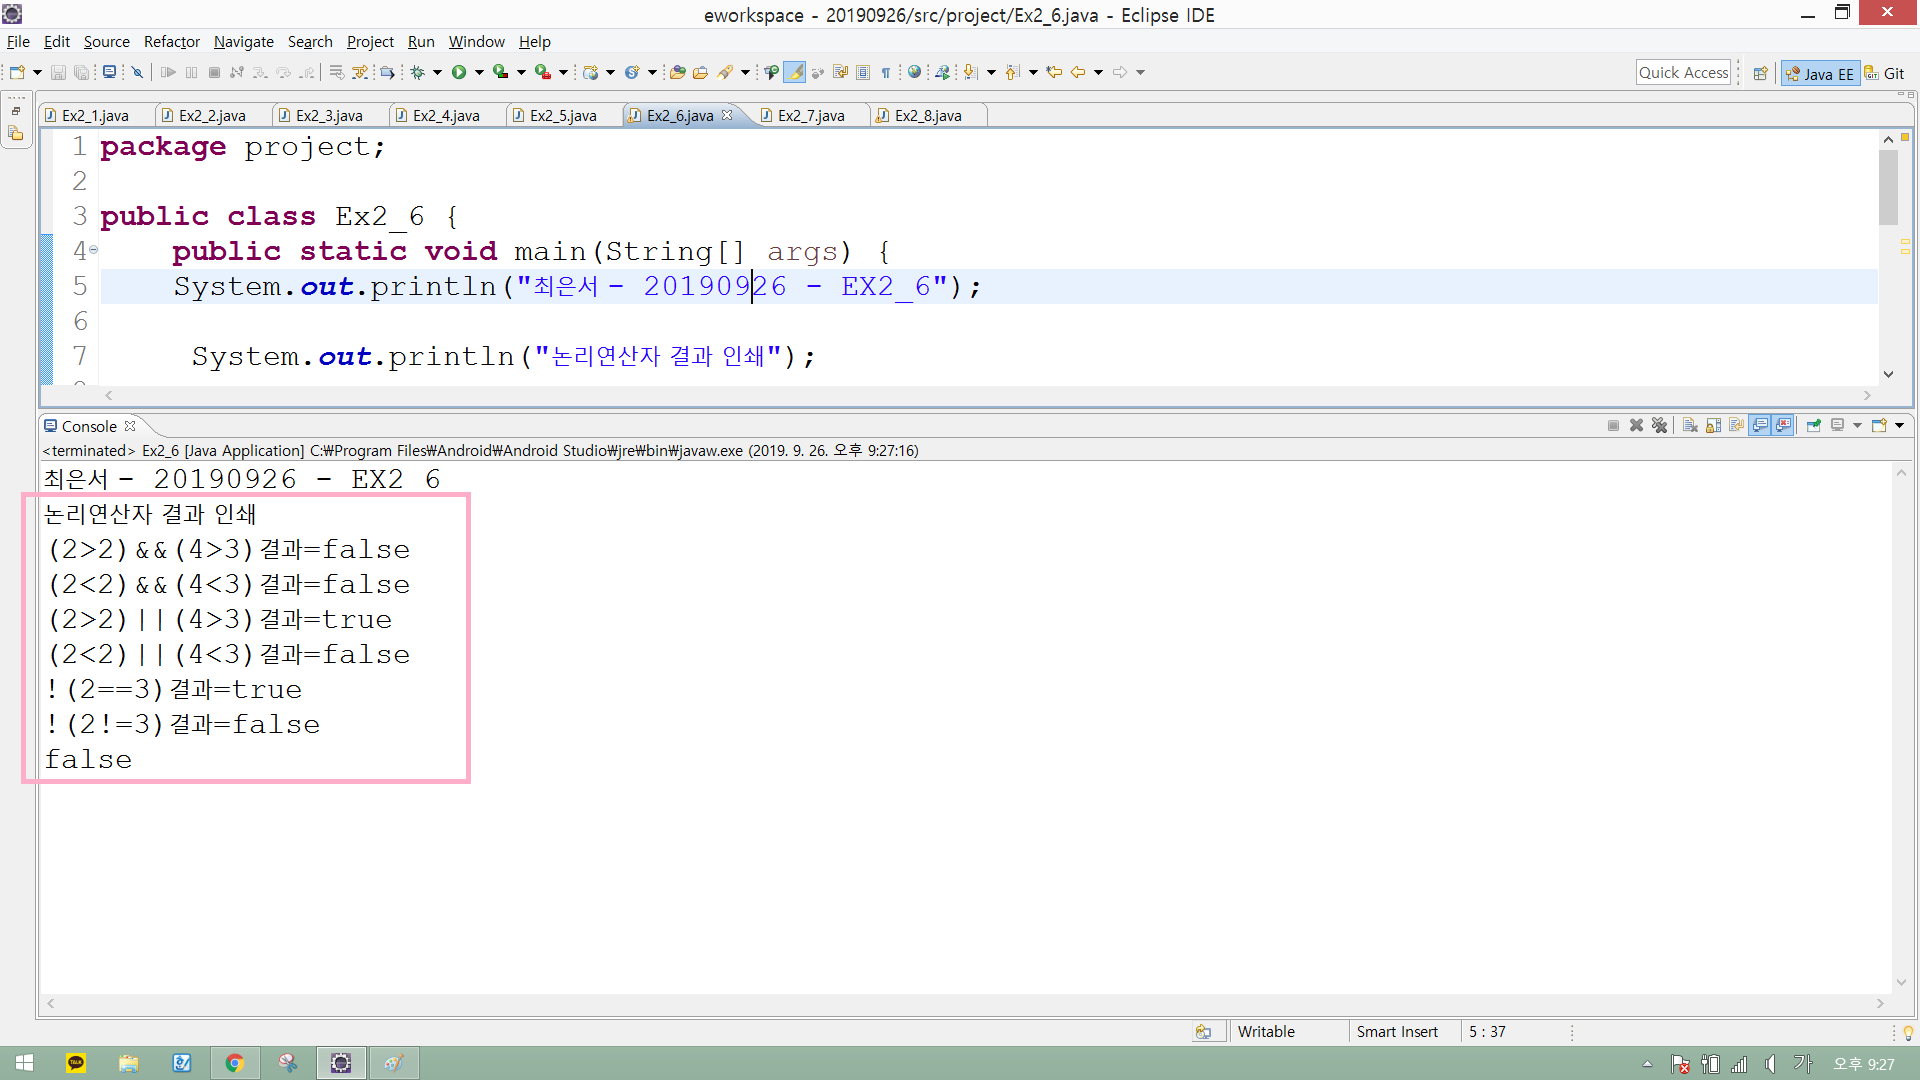 eworkspace - 20190926/src/project/Ex2_6.java - Eclipse IDE
File Edit Source Refactor Navigate Search Project Run Window Help
Quick Access Java EE Git
Ex2_1.java Ex2_2.java Ex2_3.java Ex2_4.java Ex2_5.java Ex2_6.java Ex2_7.java Ex2_8.java
1 package project;
2
3 public class Ex2_6 {
4 public static void main(String[] args) {
5 System.out.println("최은서 - 20190926 - EX2_6");
6
7 System.out.println("논리연산자 결과 인쇄");
Console
<terminated> Ex2_6 [Java Application] C:₩Program Files₩Android₩Android Studio₩jre₩bin₩javaw.exe (2019. 9. 26. 오후 9:27:16)
최은서 - 20190926 - EX2 6
논리연산자 결과 인쇄
(2>2)&&(4>3)결과=false
(2<2)&&(4<3)결과=false
(2>2)||(4>3)결과=true
(2<2)||(4<3)결과=false
!(2==3)결과=true
!(2!=3)결과=false
false
Writable Smart Insert 5 : 37
TALK 가 오후 9:27